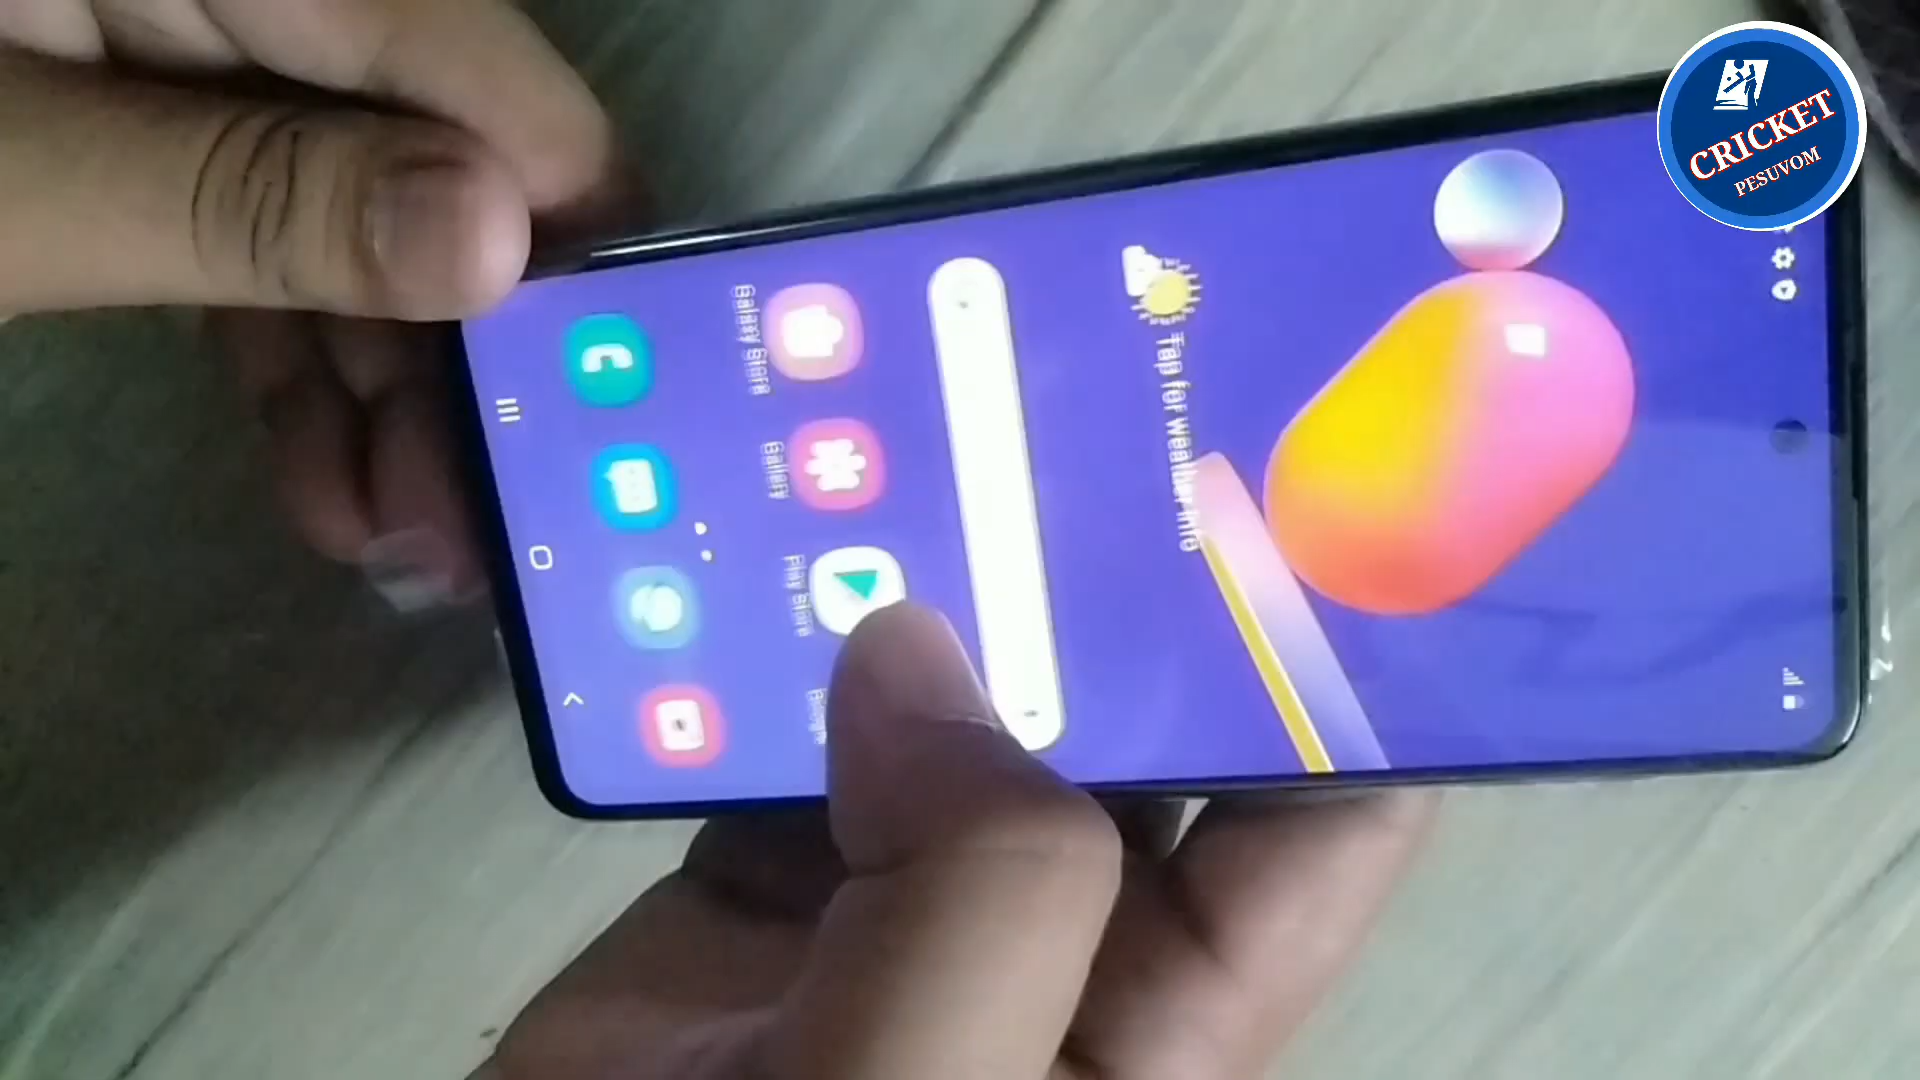 CRICKET
PESUVOM
Tap for weather info
Galaxy Store
Gallery
Play Store